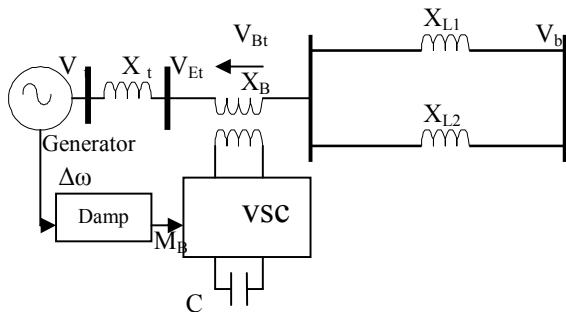 V
X t
V Et
V Bt
X B
X L1
V b
X L2
Generator
Δω
Damp
M B
vsc
C